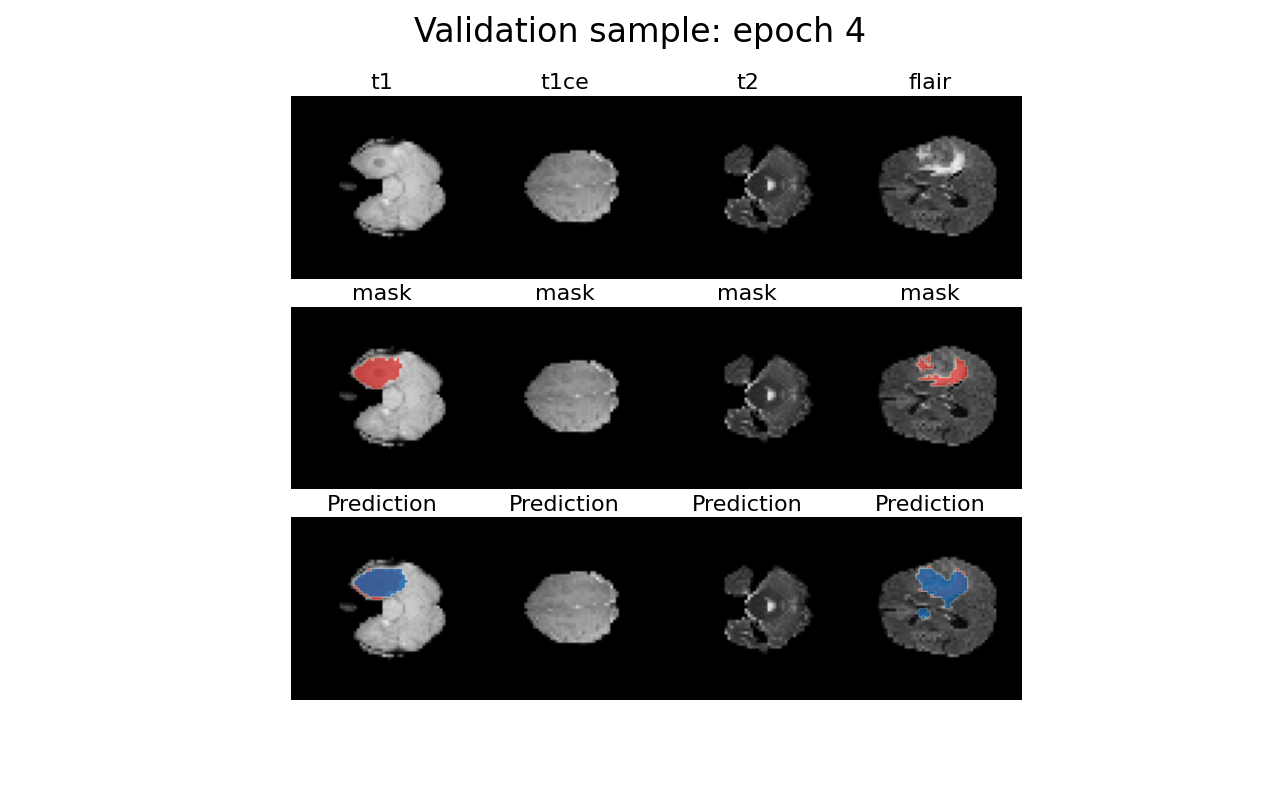 Validation sample: epoch 4
t1 t1ce t2 flair
mask mask mask mask
Prediction Prediction Prediction Prediction